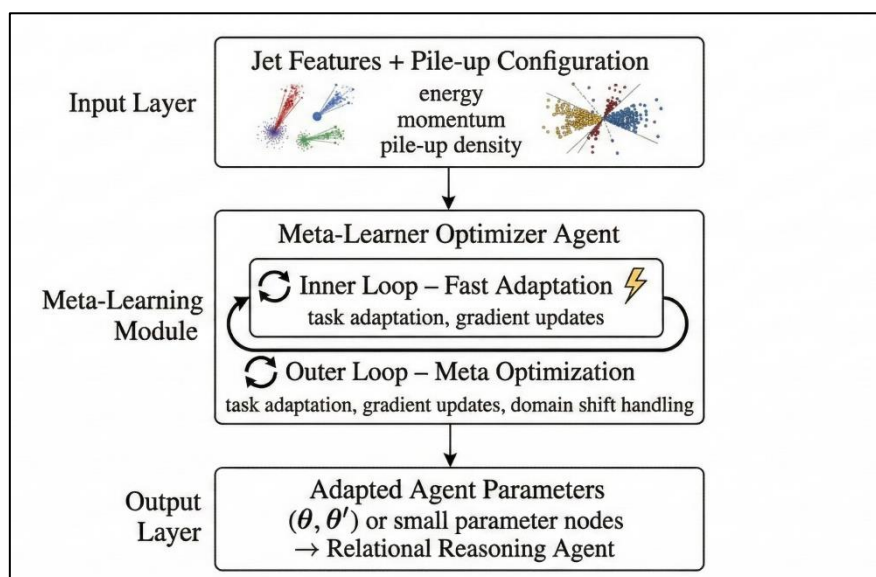 Input Layer
Jet Features + Pile-up Configuration
energy
momentum
pile-up density
Meta-Learning
Module
Meta-Learner Optimizer Agent
Inner Loop – Fast Adaptation
task adaptation, gradient updates
Outer Loop – Meta Optimization
task adaptation, gradient updates, domain shift handling
Output
Layer
Adapted Agent Parameters
(θ, θ′) or small parameter nodes
→ Relational Reasoning Agent